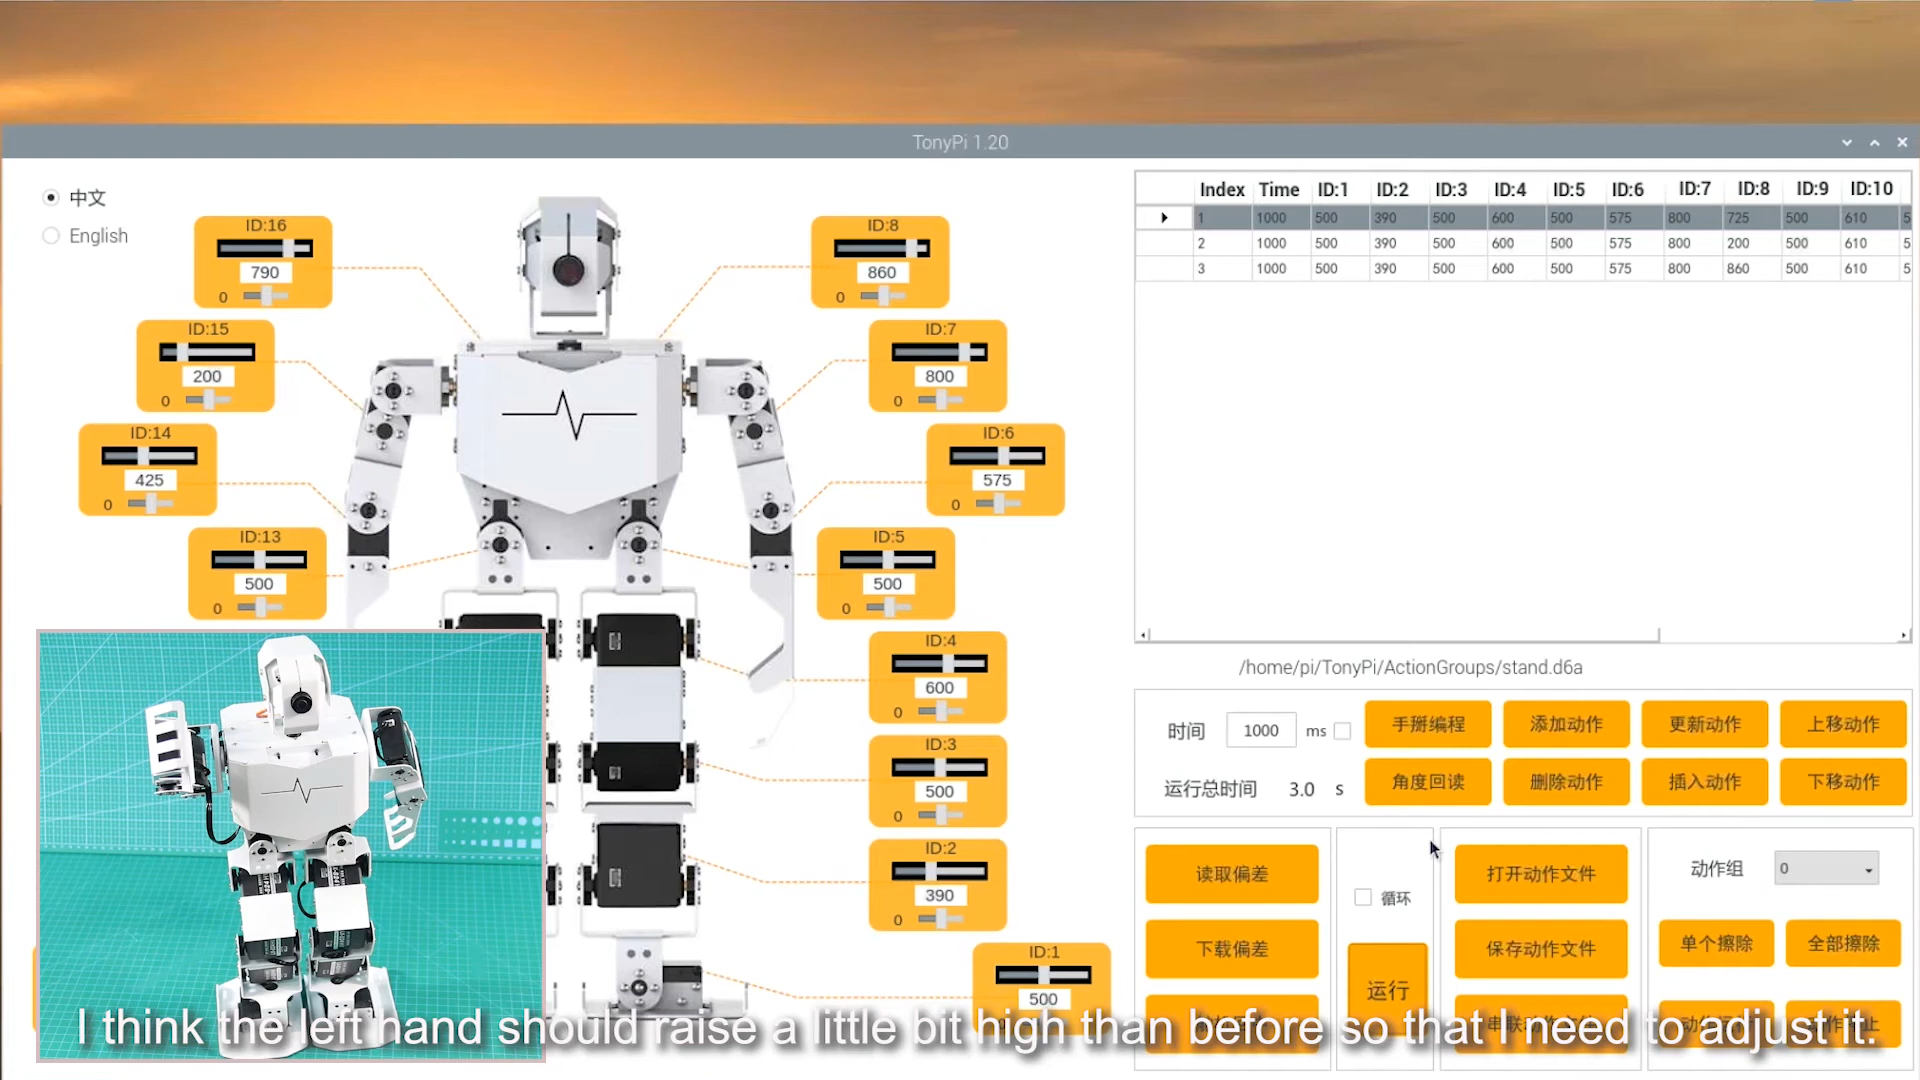 TonyPi 1.20
中文
English
ID:16
790
0
ID:15
200
0
ID:14
425
0
ID:13
500
0
ID:8
860
0
ID:7
800
0
ID:6
575
0
ID:5
500
0
ID:4
600
0
ID:3
500
0
ID:2
390
0
ID:1
500
Index Time ID:1 ID:2 ID:3 ID:4 ID:5 ID:6 ID:7 ID:8 ID:9 ID:10
1 1000 500 390 500 600 500 575 800 725 500 610 5
2 1000 500 390 500 600 500 575 800 200 500 610 5
3 1000 500 390 500 600 500 575 800 860 500 610 5
/home/pi/TonyPi/ActionGroups/stand.d6a
时间 1000 ms 手掰编程 添加动作 更新动作 上移动作
运行总时间 3.0 s 角度回读 删除动作 插入动作 下移动作
读取偏差
下载偏差
循环
运行
打开动作文件
保存动作文件
串联动作文件
动作组 0
单个擦除 全部擦除
I think the left hand should raise a little bit high than before so that I need to adjust it.